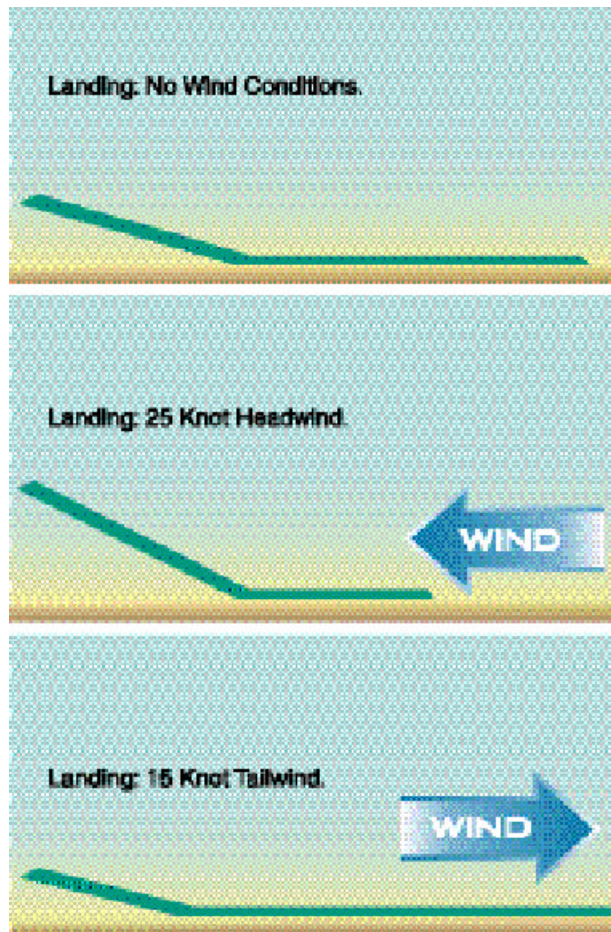 Landing: No Wind Conditions.
Landing: 25 Knot Headwind.
WIND
Landing: 15 Knot Tailwind.
WIND